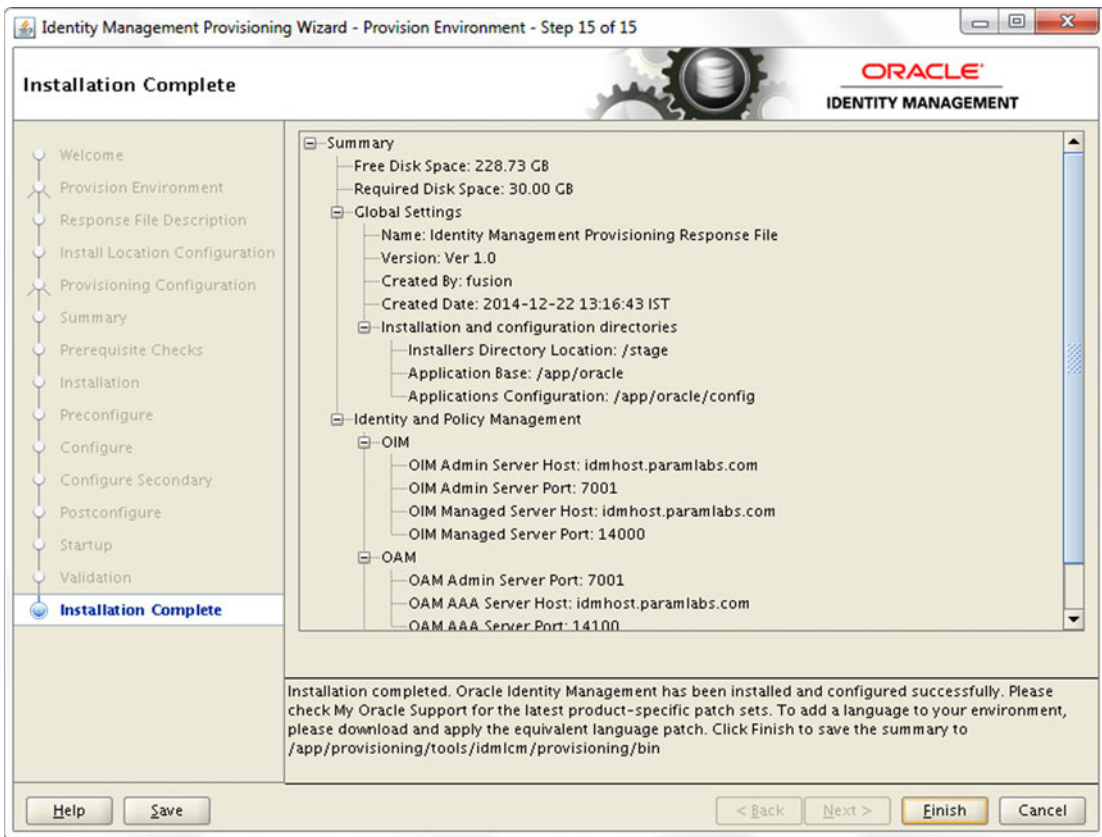 Identity Management Provisioning Wizard - Provision Environment - Step 15 of 15
Installation Complete
ORACLE
IDENTITY MANAGEMENT
Welcome
Provision Environment
Response File Description
Install Location Configuration
Provisioning Configuration
Summary
Prerequisite Checks
Installation
Preconfigure
Configure
Configure Secondary
Postconfigure
Startup
Validation
Installation Complete
Summary
Free Disk Space: 228.73 GB
Required Disk Space: 30.00 GB
Global Settings
Name: Identity Management Provisioning Response File
Version: Ver 1.0
Created By: fusion
Created Date: 2014-12-22 13:16:43 IST
Installation and configuration directories
Installers Directory Location: /stage
Application Base: /app/oracle
Applications Configuration: /app/oracle/config
Identity and Policy Management
OIM
OIM Admin Server Host: idmhost.paramlabs.com
OIM Admin Server Port: 7001
OIM Managed Server Host: idmhost.paramlabs.com
OIM Managed Server Port: 14000
OAM
OAM Admin Server Port: 7001
OAM AAA Server Host: idmhost.paramlabs.com
OAM AAA Server Port: 14100
Installation completed. Oracle Identity Management has been installed and configured successfully. Please
check My Oracle Support for the latest product-specific patch sets. To add a language to your environment,
please download and apply the equivalent language patch. Click Finish to save the summary to
/app/provisioning/tools/idmlcm/provisioning/bin
Help Save < Back Next > Finish Cancel